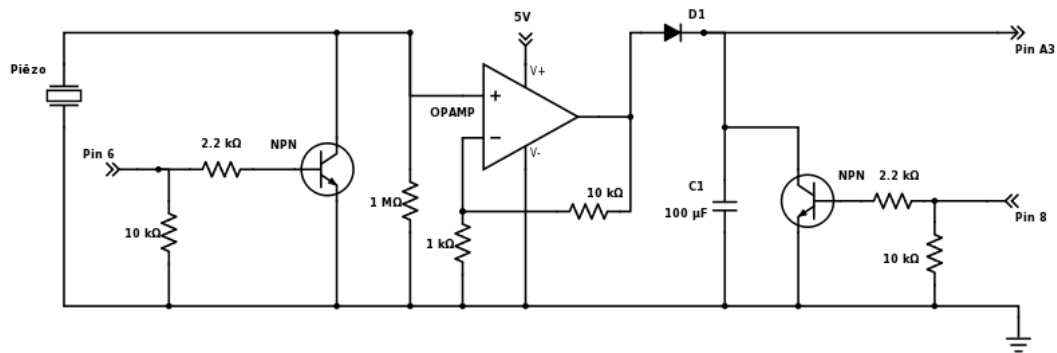 D1
5V
Pin A3
Piēzo
V+
+
OPAMP
2.2 kΩ
NPN
Pin 6
−
V-
10 kΩ
1 MΩ
C1
100 µF
NPN
2.2 kΩ
Pin 8
10 kΩ
1 kΩ
10 kΩ